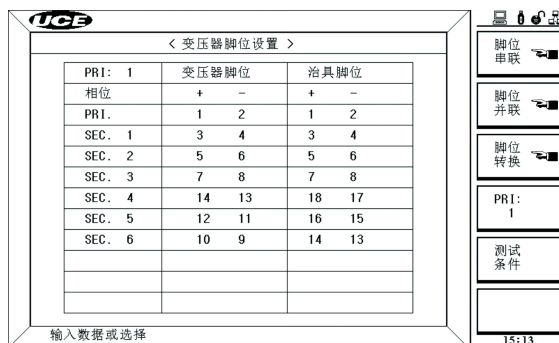 UCE
< 变压器脚位设置 >
PRI: 1 变压器脚位 治具脚位
相位 + - + -
PRI. 1 2 1 2
SEC. 1 3 4 3 4
SEC. 2 5 6 5 6
SEC. 3 7 8 7 8
SEC. 4 14 13 18 17
SEC. 5 12 11 16 15
SEC. 6 10 9 14 13
输入数据或选择
脚位
串联
脚位
并联
脚位
转换
PRI:
1
测试
条件
15:13